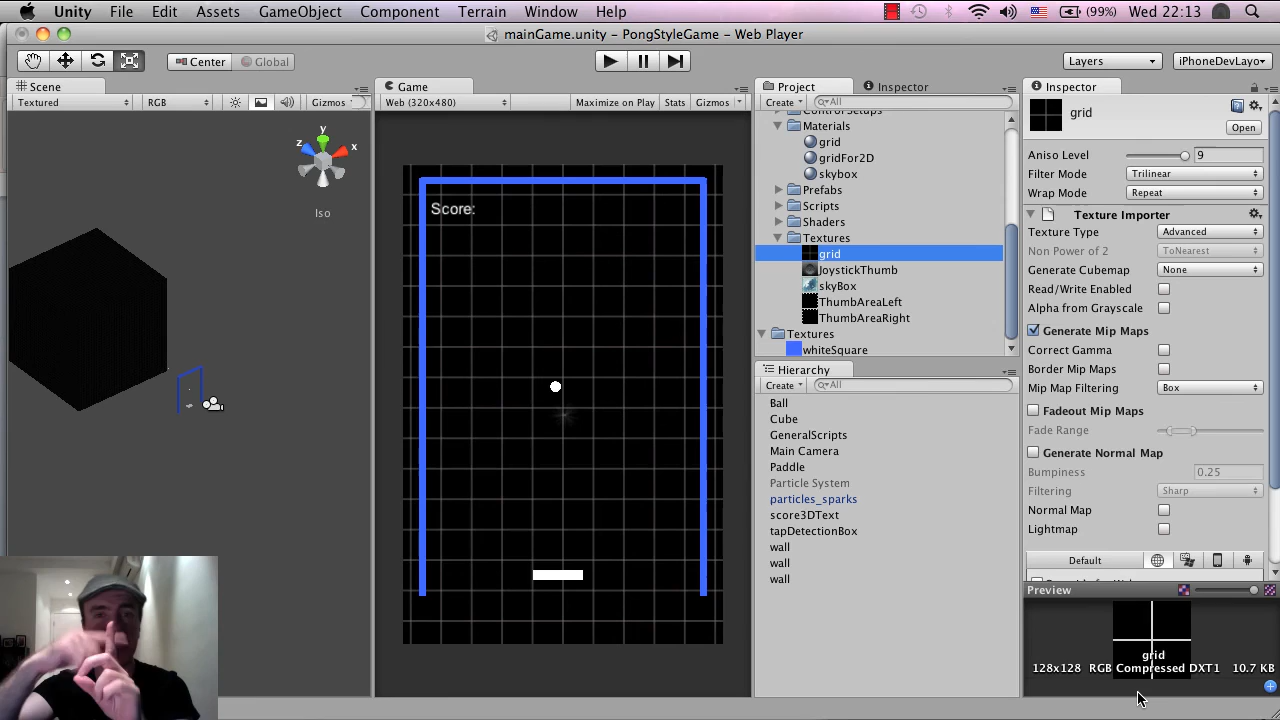 Unity File Edit Assets GameObject Component Terrain Window Help (99%) Wed 22:13
mainGame.unity - PongStyleGame - Web Player
Center Global Layers iPhoneDevLayo...
Scene
Textured RGB Gizmos
y
z x
Iso
Game
Web (320x480) Maximize on Play Stats Gizmos
Score:
Project Inspector
Create All
ControlSetups
Materials
grid
gridFor2D
skybox
Prefabs
Scripts
Shaders
Textures
grid
JoystickThumb
skyBox
ThumbAreaLeft
ThumbAreaRight
Textures
whiteSquare
Hierarchy
Create All
Ball
Cube
GeneralScripts
Main Camera
Paddle
Particle System
particles_sparks
score3DText
tapDetectionBox
wall
wall
wall
Inspector
grid
Open
Aniso Level 9
Filter Mode Trilinear
Wrap Mode Repeat
Texture Importer
Texture Type Advanced
Non Power of 2 ToNearest
Generate Cubemap None
Read/Write Enabled
Alpha from Grayscale
Generate Mip Maps
Correct Gamma
Border Mip Maps
Mip Map Filtering Box
Fadeout Mip Maps
Fade Range
Generate Normal Map
Bumpiness 0.25
Filtering Sharp
Normal Map
Lightmap
Default
Preview
grid
128x128 RGB Compressed DXT1 10.7 KB